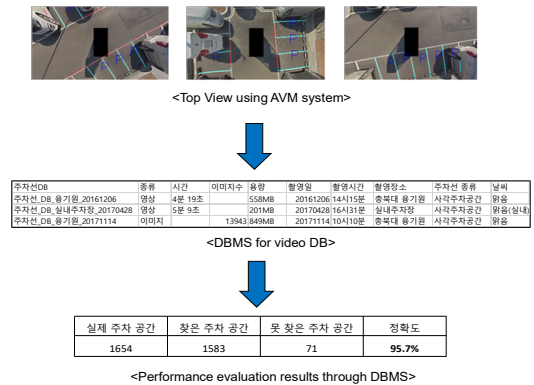 P P P
P P P P
P P P
<Top View using AVM system>
주차선DB 종류 시간 이미지수 용량 촬영일 촬영시간 촬영장소 주차선 종류 날씨
주차선_DB_융기원_20161206 영상 4분 19초 558MB 20161206 14시15분 충북대 융기원 사각주차공간 맑음
주차선_DB_실내주차장_20170428 영상 5분 9초 201MB 20170428 16시31분 실내주차장 사각주차공간 맑음(실내)
주차선_DB_융기원_20171114 이미지 13943 849MB 20171114 10시10분 충북대 융기원 사각주차공간 맑음
<DBMS for video DB>
실제 주차 공간 찾은 주차 공간 못 찾은 주차 공간 정확도
1654 1583 71 95.7%
<Performance evaluation results through DBMS>